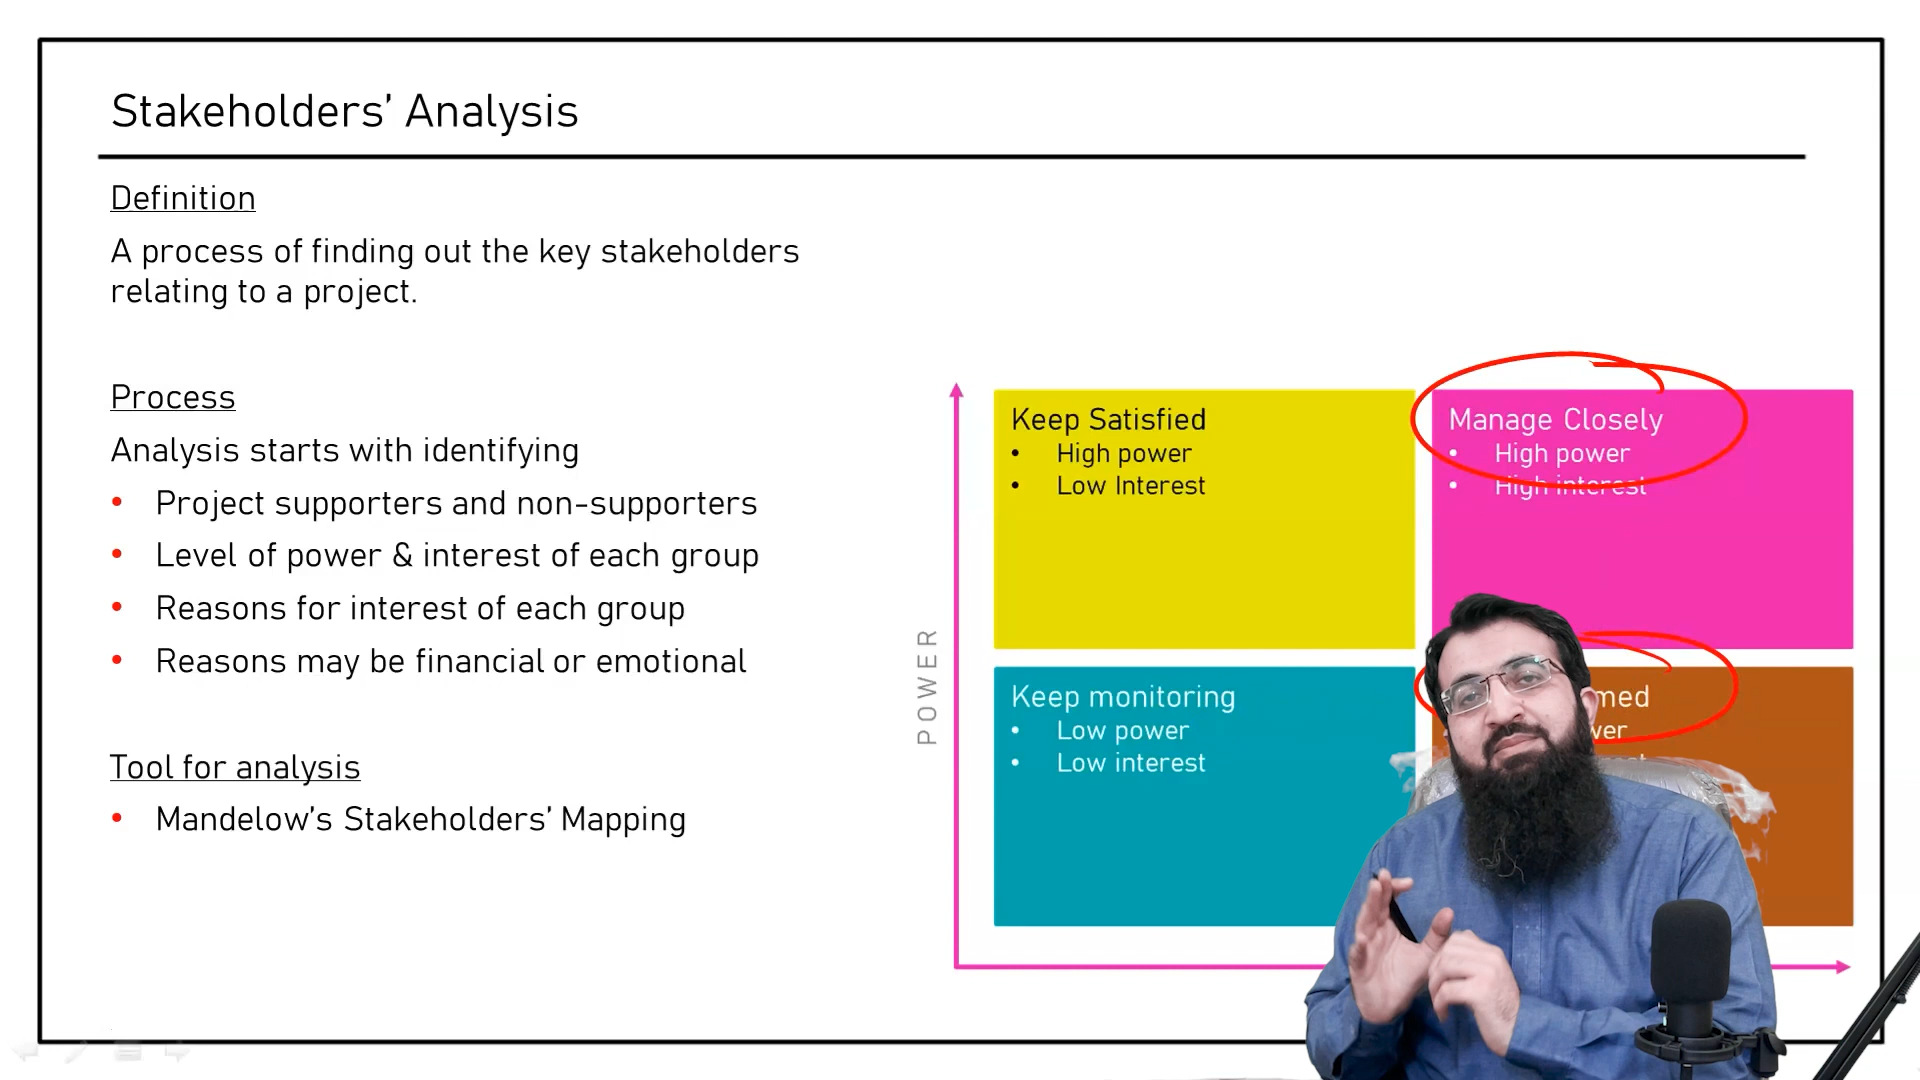 Stakeholders' Analysis
Definition
A process of finding out the key stakeholders
relating to a project.
Process
Analysis starts with identifying
• Project supporters and non-supporters
• Level of power & interest of each group
• Reasons for interest of each group
• Reasons may be financial or emotional
Tool for analysis
• Mandelow's Stakeholders' Mapping
POWER
Keep Satisfied
• High power
• Low Interest
Manage Closely
• High power
• High interest
Keep monitoring
• Low power
• Low interest